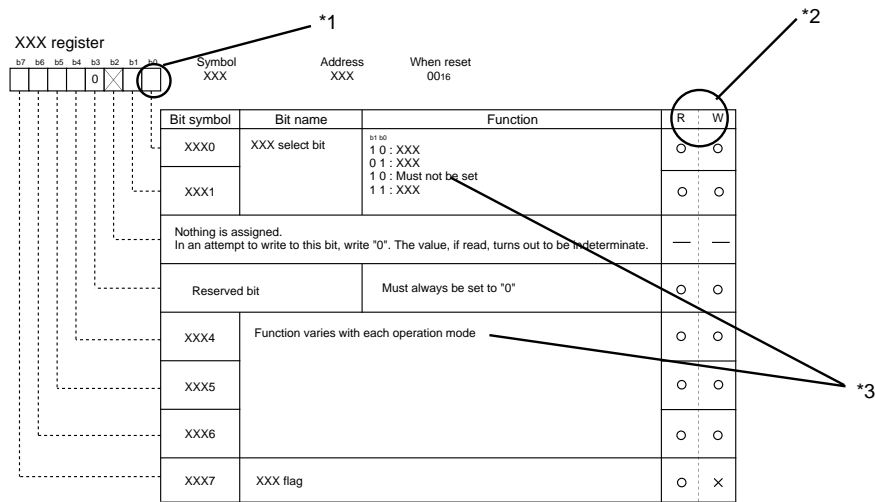 *1
*2
XXX register
b7 b6 b5 b4 b3 b2 b1 b0
0
Symbol Address When reset
XXX XXX 0016
Bit symbol Bit name Function R W
XXX0 XXX select bit
b1 b0
1 0 : XXX
0 1 : XXX
1 0 : Must not be set
1 1 : XXX
XXX1
Nothing is assigned.
In an attempt to write to this bit, write "0". The value, if read, turns out to be indeterminate.
Reserved bit Must always be set to "0"
XXX4 Function varies with each operation mode
XXX5
*3
XXX6
XXX7 XXX flag